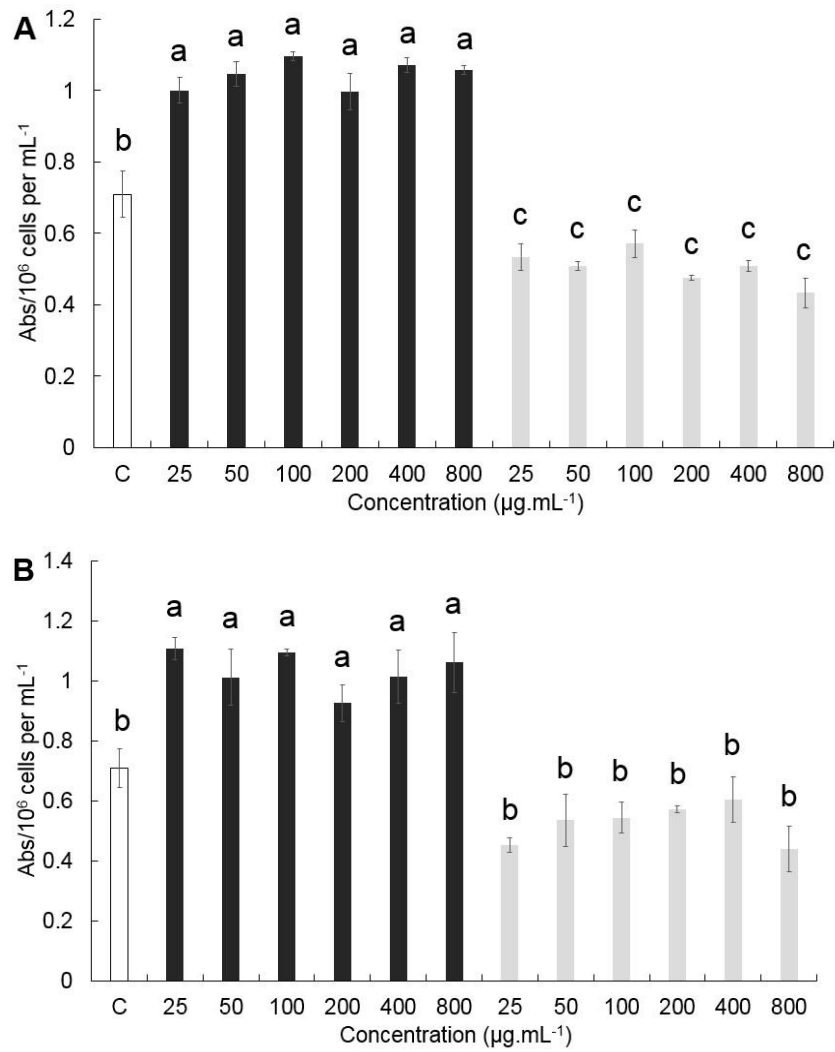 A
Abs/10⁶ cells per mL⁻¹
1.2
1
0.8
0.6
0.4
0.2
0
b a a a a a a c c c c c c
C 25 50 100 200 400 800 25 50 100 200 400 800
Concentration (µg.mL⁻¹)
B
Abs/10⁶ cells per mL⁻¹
1.4
1.2
1
0.8
0.6
0.4
0.2
0
b a a a a a a b b b b b b
C 25 50 100 200 400 800 25 50 100 200 400 800
Concentration (µg.mL⁻¹)